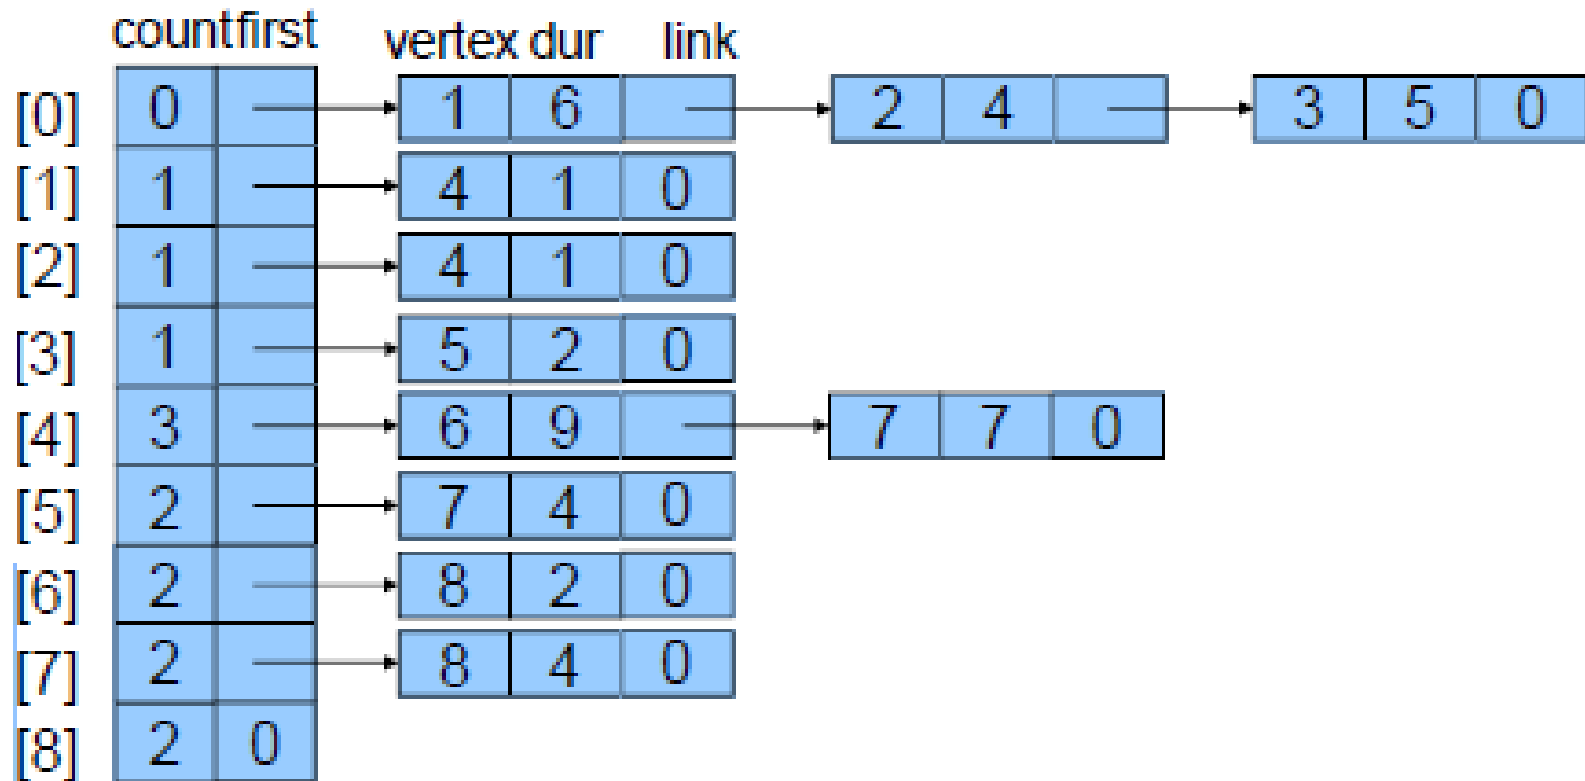 countfirst vertex dur link
[0] 0 1 6 2 4 3 5 0
[1] 1 4 1 0
[2] 1 4 1 0
[3] 1 5 2 0
[4] 3 6 9 7 7 0
[5] 2 7 4 0
[6] 2 8 2 0
[7] 2 8 4 0
[8] 2 0